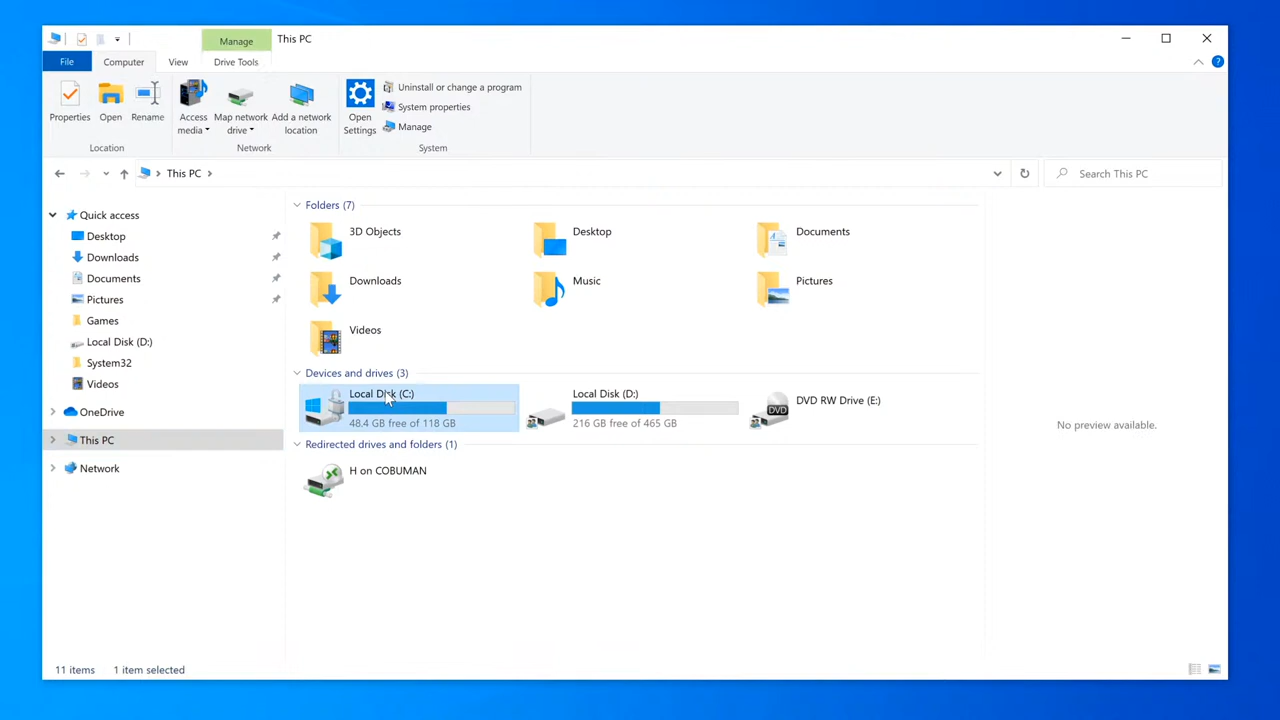 Manage
This PC
File
Computer
View
Drive Tools
Properties
Open
Rename
Access media
Map network drive
Add a network location
Open Settings
Uninstall or change a program
System properties
Manage
Location
Network
System
This PC
Search This PC
Quick access
Desktop
Downloads
Documents
Pictures
Games
Local Disk (D:)
System32
Videos
OneDrive
This PC
Network
Folders (7)
3D Objects
Desktop
Documents
Downloads
Music
Pictures
Videos
Devices and drives (3)
Local Disk (C:)
48.4 GB free of 118 GB
Local Disk (D:)
216 GB free of 465 GB
DVD
DVD RW Drive (E:)
Redirected drives and folders (1)
H on COBUMAN
No preview available.
11 items
1 item selected